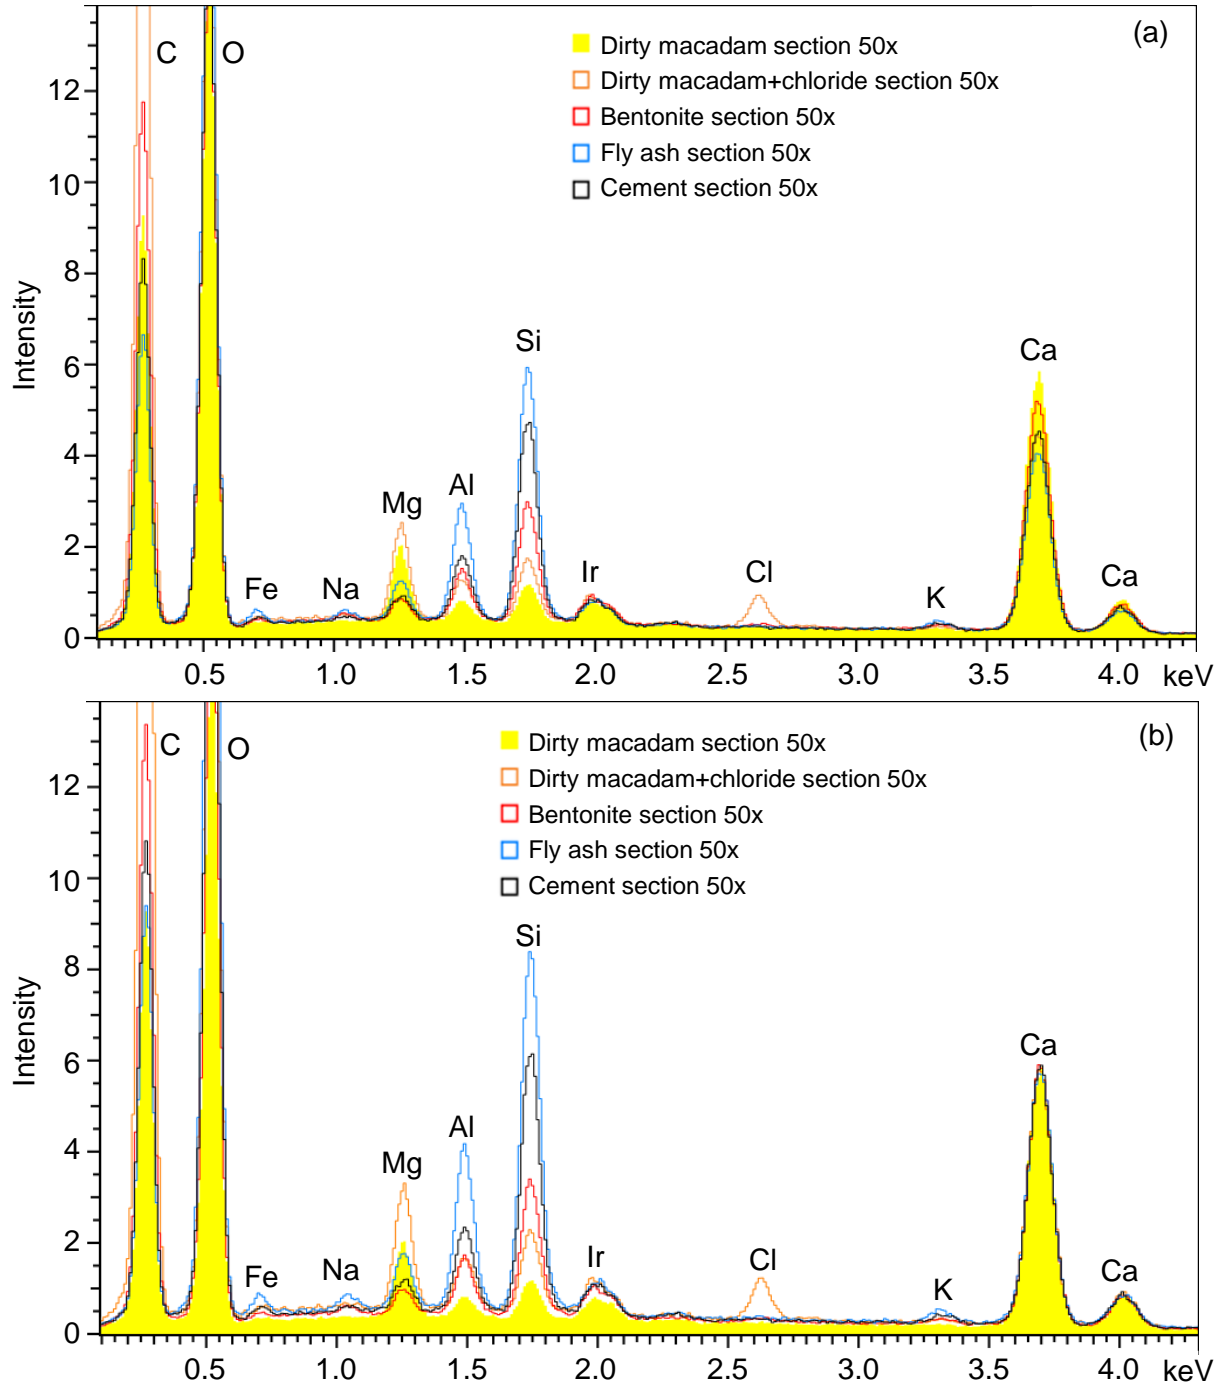 (a)
C O
Dirty macadam section 50x
Dirty macadam+chloride section 50x
Bentonite section 50x
Fly ash section 50x
Cement section 50x
Intensity
12
10
8
6
4
2
0
Si
Ca
Mg
Al
Fe
Na
Ir
Cl
K
Ca
0.5 1.0 1.5 2.0 2.5 3.0 3.5 4.0 keV
(b)
C O
Dirty macadam section 50x
Dirty macadam+chloride section 50x
Bentonite section 50x
Fly ash section 50x
Cement section 50x
Intensity
12
10
8
6
4
2
0
Si
Ca
Mg
Al
Fe
Na
Ir
Cl
K
Ca
0.5 1.0 1.5 2.0 2.5 3.0 3.5 4.0 keV